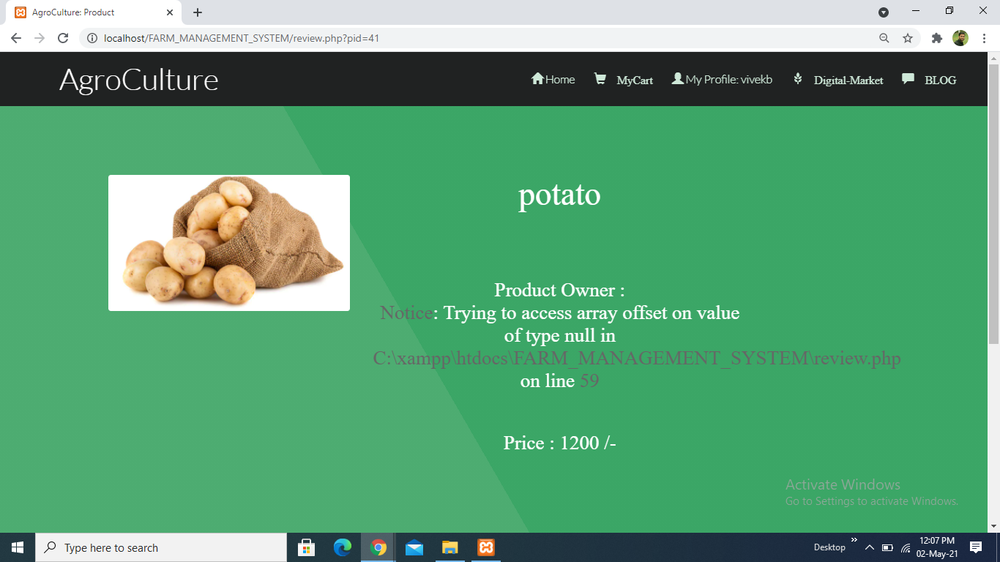 AgroCulture: Product
localhost/FARM_MANAGEMENT_SYSTEM/review.php?pid=41
AgroCulture
Home MyCart My Profile: vivekb Digital-Market BLOG
potato
Product Owner :
Notice: Trying to access array offset on value
of type null in
C:\xampp\htdocs\FARM_MANAGEMENT_SYSTEM\review.php
on line 59
Price : 1200 /-
Activate Windows
Go to Settings to activate Windows.
Type here to search
Desktop
12:07 PM
02-May-21